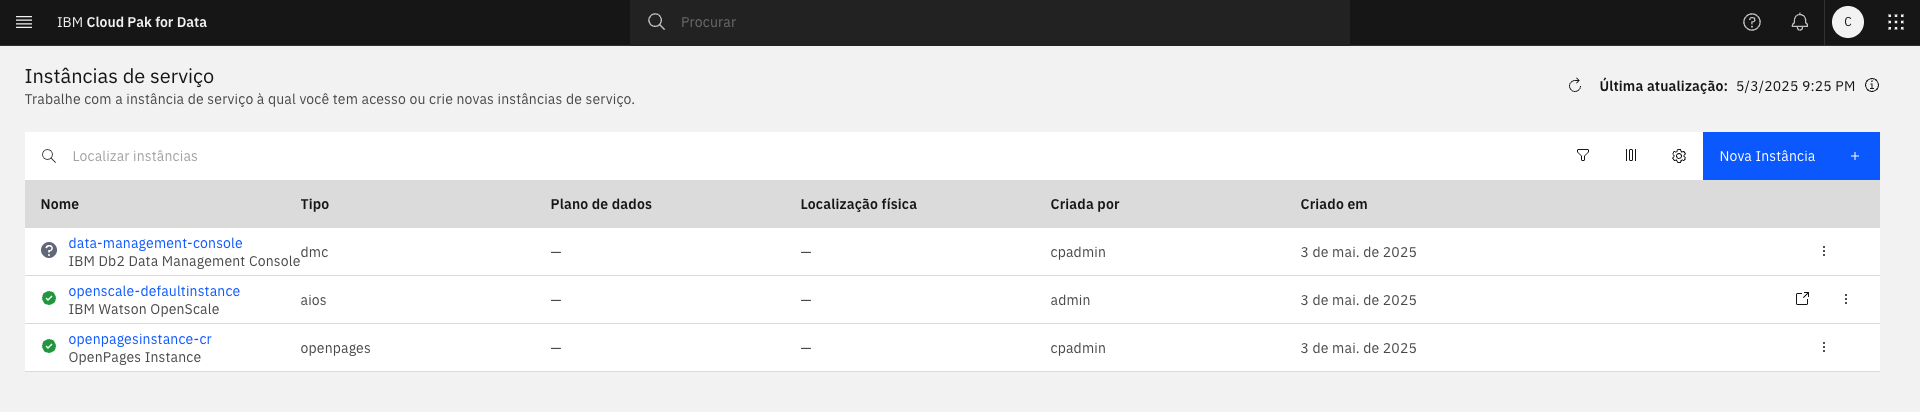 IBM Cloud Pak for Data
Procurar
C
Instâncias de serviço
Trabalhe com a instância de serviço à qual você tem acesso ou crie novas instâncias de serviço.
Última atualização: 5/3/2025 9:25 PM
Localizar instâncias
Nova Instância +
Nome Tipo Plano de dados Localização física Criada por Criado em
data-management-console
IBM Db2 Data Management Console dmc — — cpadmin 3 de mai. de 2025
openscale-defaultinstance
IBM Watson OpenScale aios — — admin 3 de mai. de 2025
openpagesinstance-cr
OpenPages Instance openpages — — cpadmin 3 de mai. de 2025